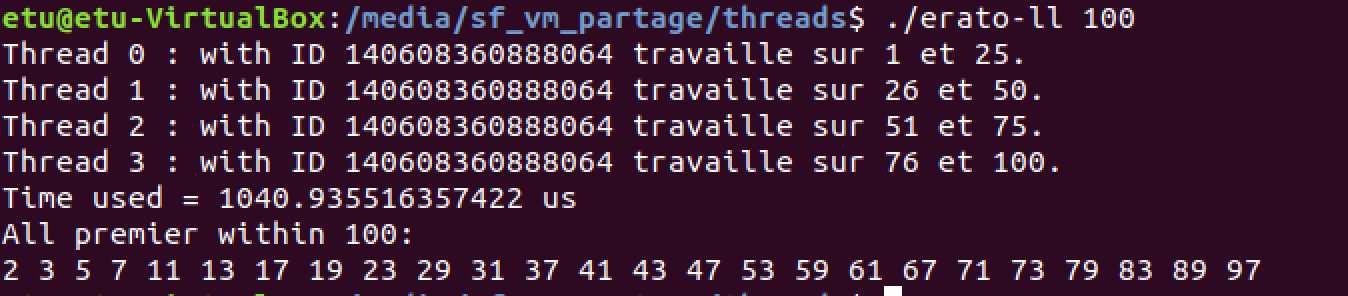 etu@etu-VirtualBox:/media/sf_vm_partage/threads$ ./erato-ll 100
Thread 0 : with ID 140608360888064 travaille sur 1 et 25.
Thread 1 : with ID 140608360888064 travaille sur 26 et 50.
Thread 2 : with ID 140608360888064 travaille sur 51 et 75.
Thread 3 : with ID 140608360888064 travaille sur 76 et 100.
Time used = 1040.935516357422 us
All premier within 100:
2 3 5 7 11 13 17 19 23 29 31 37 41 43 47 53 59 61 67 71 73 79 83 89 97